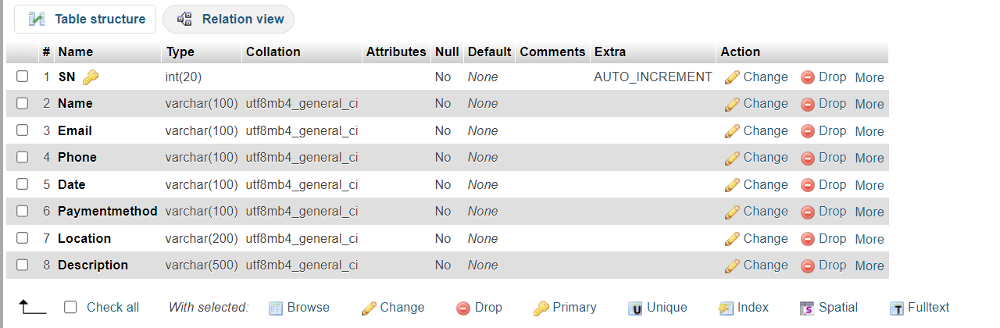 Table structure Relation view
# Name Type Collation Attributes Null Default Comments Extra Action
1 SN int(20) No None AUTO_INCREMENT Change Drop More
2 Name varchar(100) utf8mb4_general_ci No None Change Drop More
3 Email varchar(100) utf8mb4_general_ci No None Change Drop More
4 Phone varchar(100) utf8mb4_general_ci No None Change Drop More
5 Date varchar(100) utf8mb4_general_ci No None Change Drop More
6 Paymentmethod varchar(100) utf8mb4_general_ci No None Change Drop More
7 Location varchar(200) utf8mb4_general_ci No None Change Drop More
8 Description varchar(500) utf8mb4_general_ci No None Change Drop More
Check all With selected: Browse Change Drop Primary U Unique Index S Spatial T Fulltext